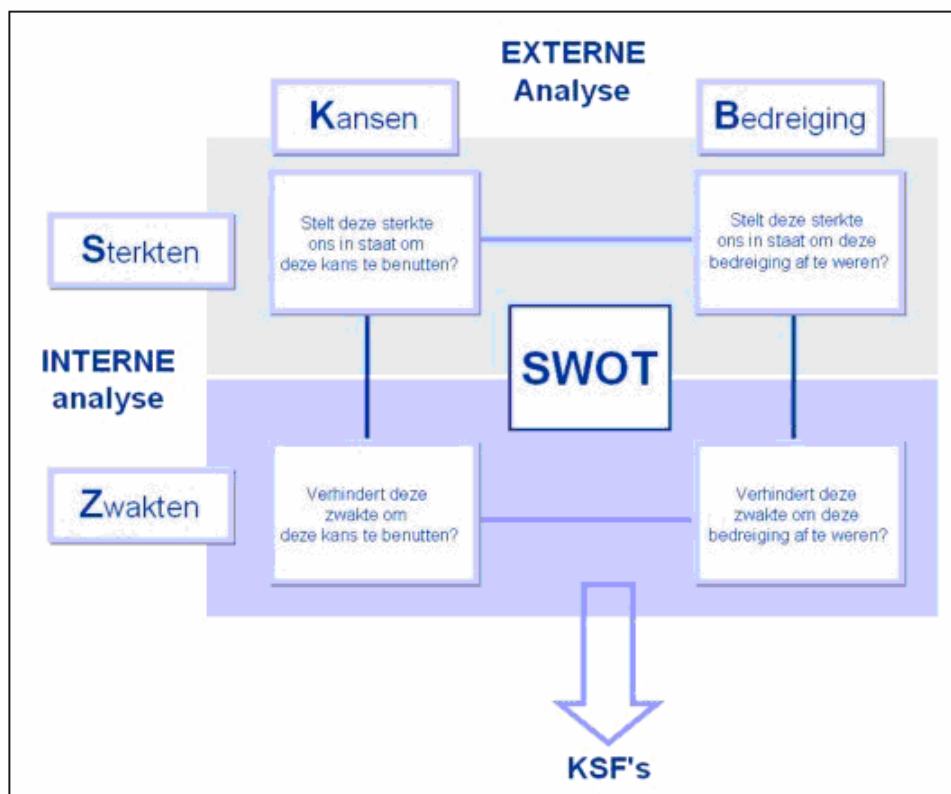 EXTERNE
Analyse
Kansen
Bedreiging
Sterkten
Stelt deze sterkte
ons in staat om
deze kans te benutten?
Stelt deze sterkte
ons in staat om deze
bedreiging af te weren?
INTERNE
analyse
SWOT
Zwakten
Verhindert deze
zwakte om
deze kans te benutten?
Verhindert deze
zwakte om deze
bedreiging af te weren?
KSF's